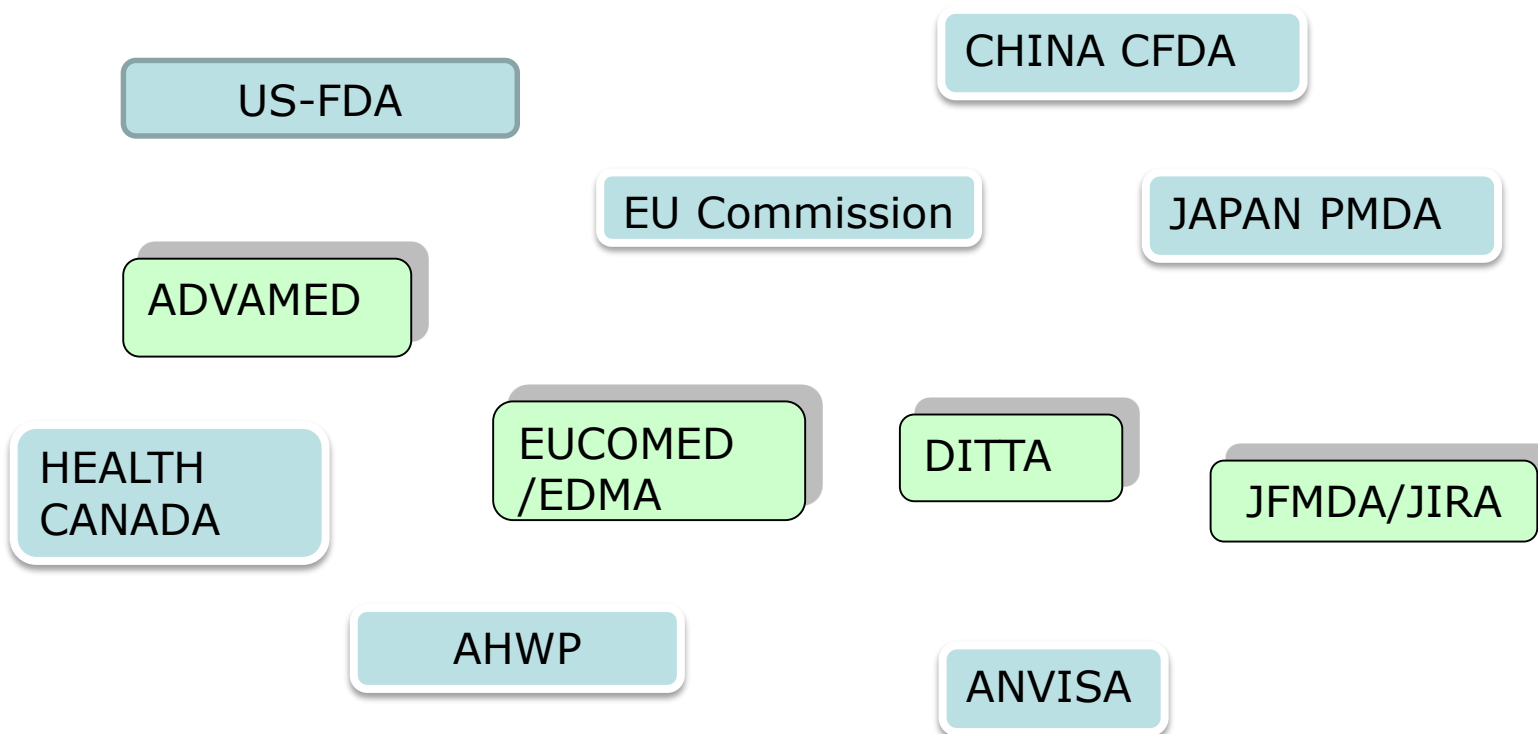 CHINA CFDA
US-FDA
EU Commission
JAPAN PMDA
ADVAMED
EUCOMED
/EDMA
DITTA
HEALTH
CANADA
JFMDA/JIRA
AHWP
ANVISA